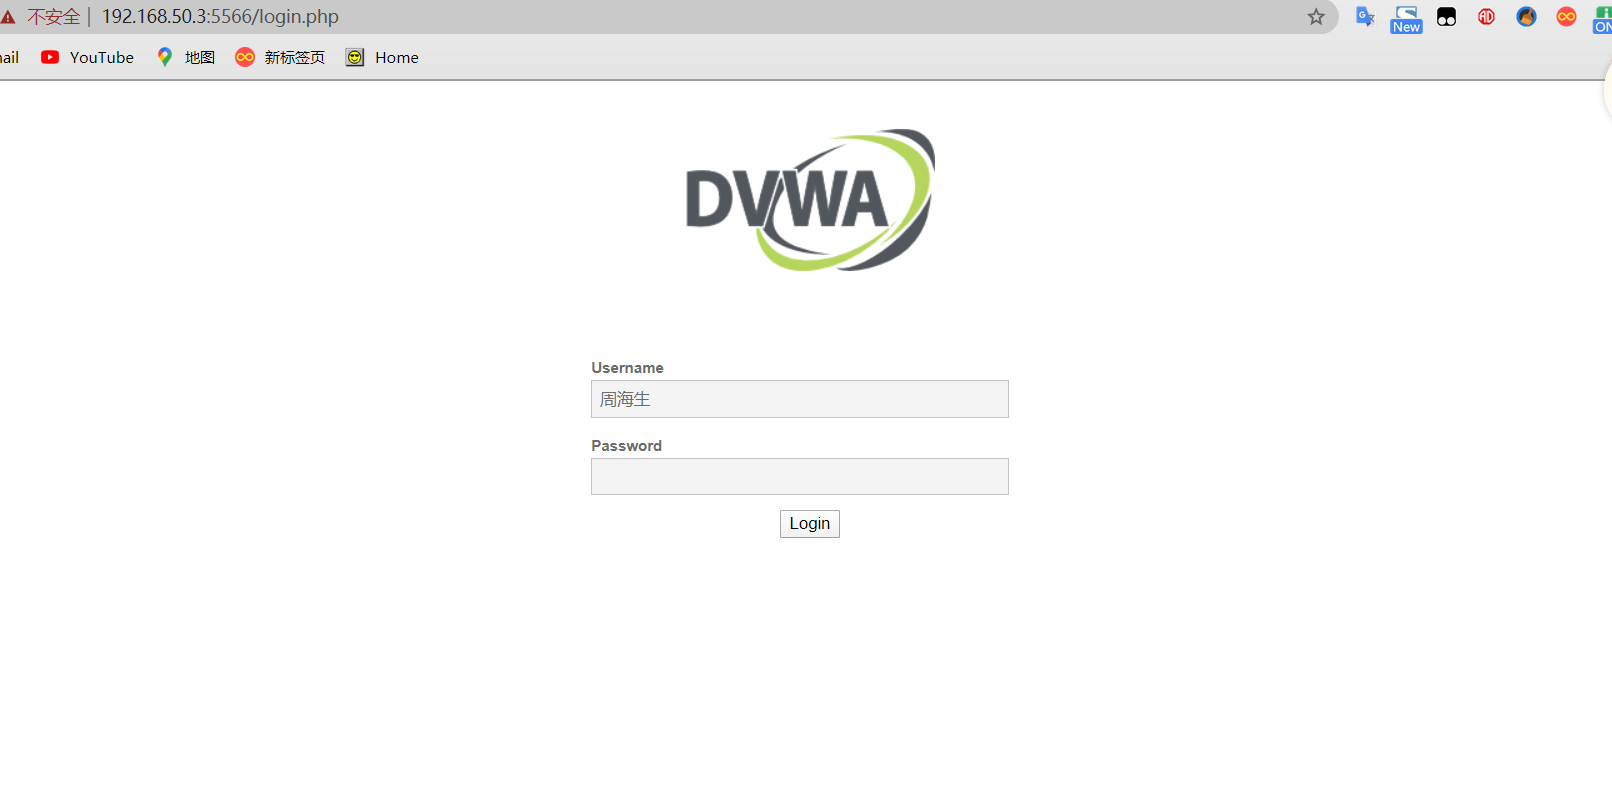 不安全 | 192.168.50.3:5566/login.php
New
ON
ail YouTube 地图 新标签页 Home
DVWA
Username
周海生
Password
Login